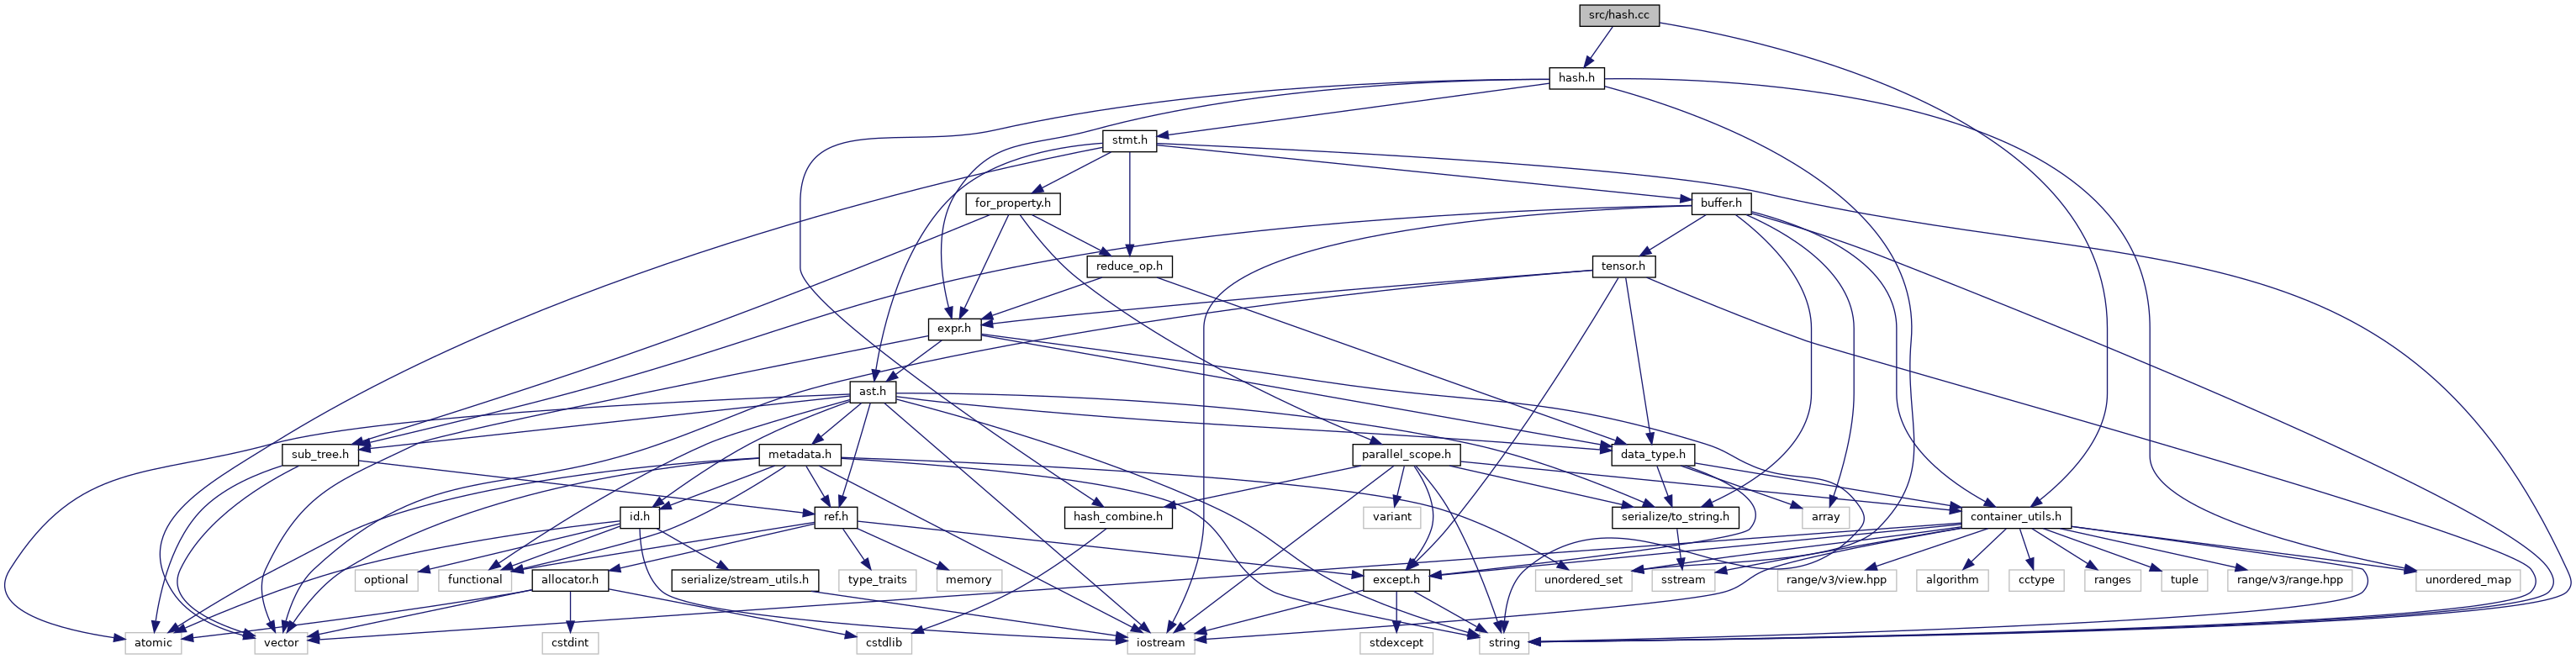 src/hash.cc
hash.h
stmt.h
for_property.h
buffer.h
reduce_op.h
tensor.h
expr.h
ast.h
sub_tree.h
metadata.h
parallel_scope.h
data_type.h
id.h
ref.h
hash_combine.h
variant
serialize/to_string.h
array
container_utils.h
optional
functional
allocator.h
serialize/stream_utils.h
type_traits
memory
except.h
unordered_set
sstream
range/v3/view.hpp
algorithm
cctype
ranges
tuple
range/v3/range.hpp
unordered_map
atomic
vector
cstdint
cstdlib
iostream
stdexcept
string